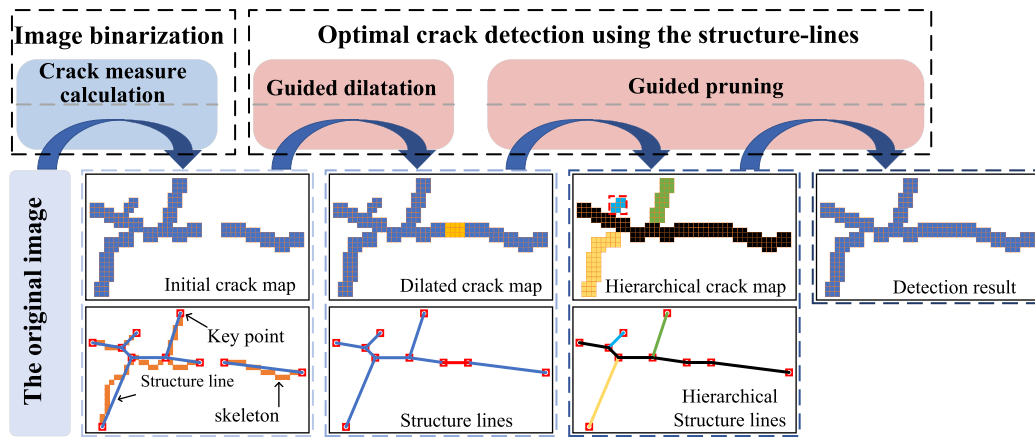 Image binarization
Optimal crack detection using the structure-lines
Crack measure
calculation
Guided dilatation
Guided pruning
The original image
Initial crack map
Dilated crack map
Hierarchical crack map
Detection result
Key point
Structure line
skeleton
Structure lines
Hierarchical
Structure lines